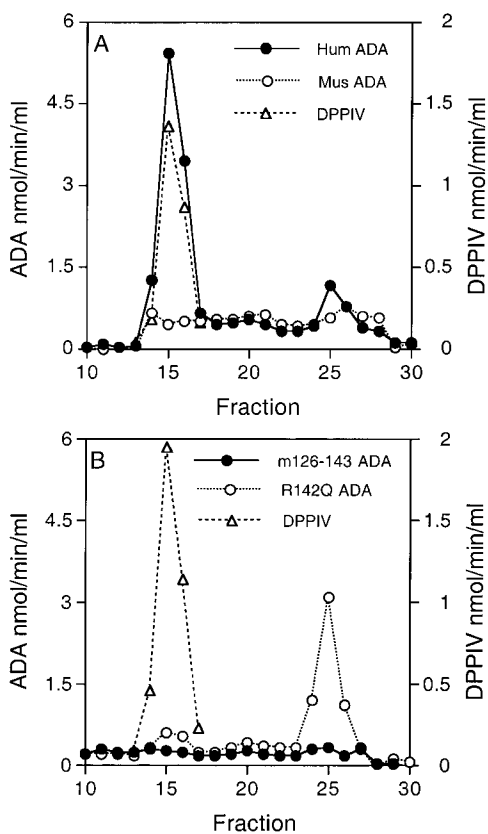 A
Hum ADA
Mus ADA
DPPIV
6
4.5
3
1.5
0
2
1.5
1
0.5
0
10 15 20 25 30
ADA nmol/min/ml
DPPIV nmol/min/ml
Fraction
B
m126-143 ADA
R142Q ADA
DPPIV
6
4.5
3
1.5
0
2
1.5
1
0.5
0
10 15 20 25 30
ADA nmol/min/ml
DPPIV nmol/min/ml
Fraction